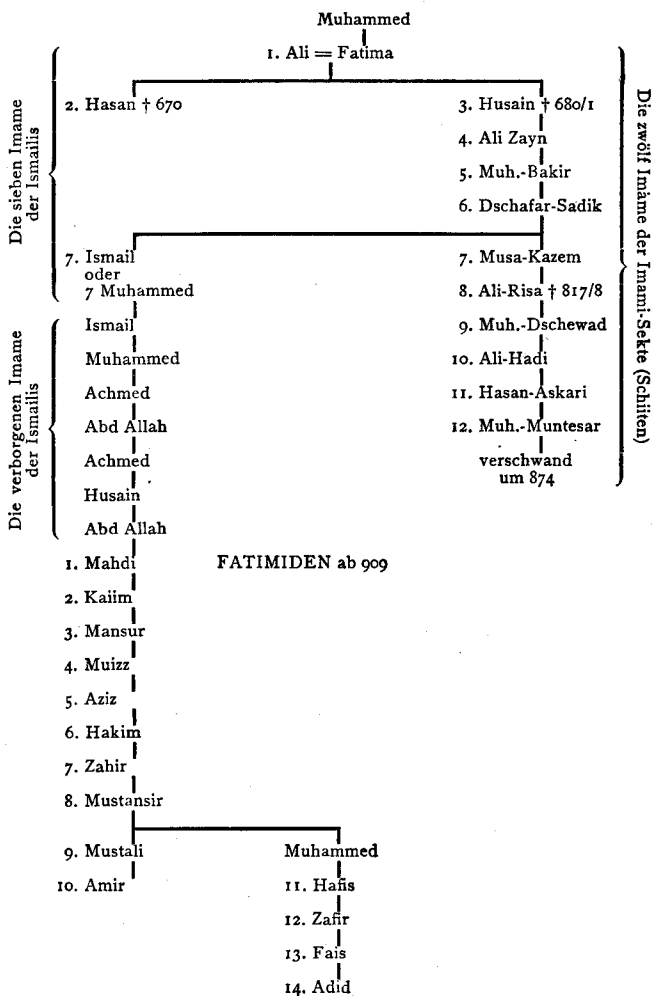 Muhammed
1. Ali = Fatima
2. Hasan † 670
3. Husain † 680/1
4. Ali Zayn
5. Muh.-Bakir
6. Dschafar-Sadik
Die sieben Imame
der Ismailis
7. Ismail
oder
7 Muhammed
7. Musa-Kazem
8. Ali-Risa † 817/8
9. Muh.-Dschewad
10. Ali-Hadi
11. Hasan-Askari
12. Muh.-Muntesar
verschwand
um 874
Die zwölf Imāme der Imami-Sekte (Schiiten)
Ismail
Muhammed
Achmed
Abd Allah
Achmed
Husain
Abd Allah
Die verborgenen Imame
der Ismailis
1. Mahdi
FATIMIDEN ab 909
2. Kaiim
3. Mansur
4. Muizz
5. Aziz
6. Hakim
7. Zahir
8. Mustansir
9. Mustali
10. Amir
Muhammed
11. Hafis
12. Zafir
13. Fais
14. Adid